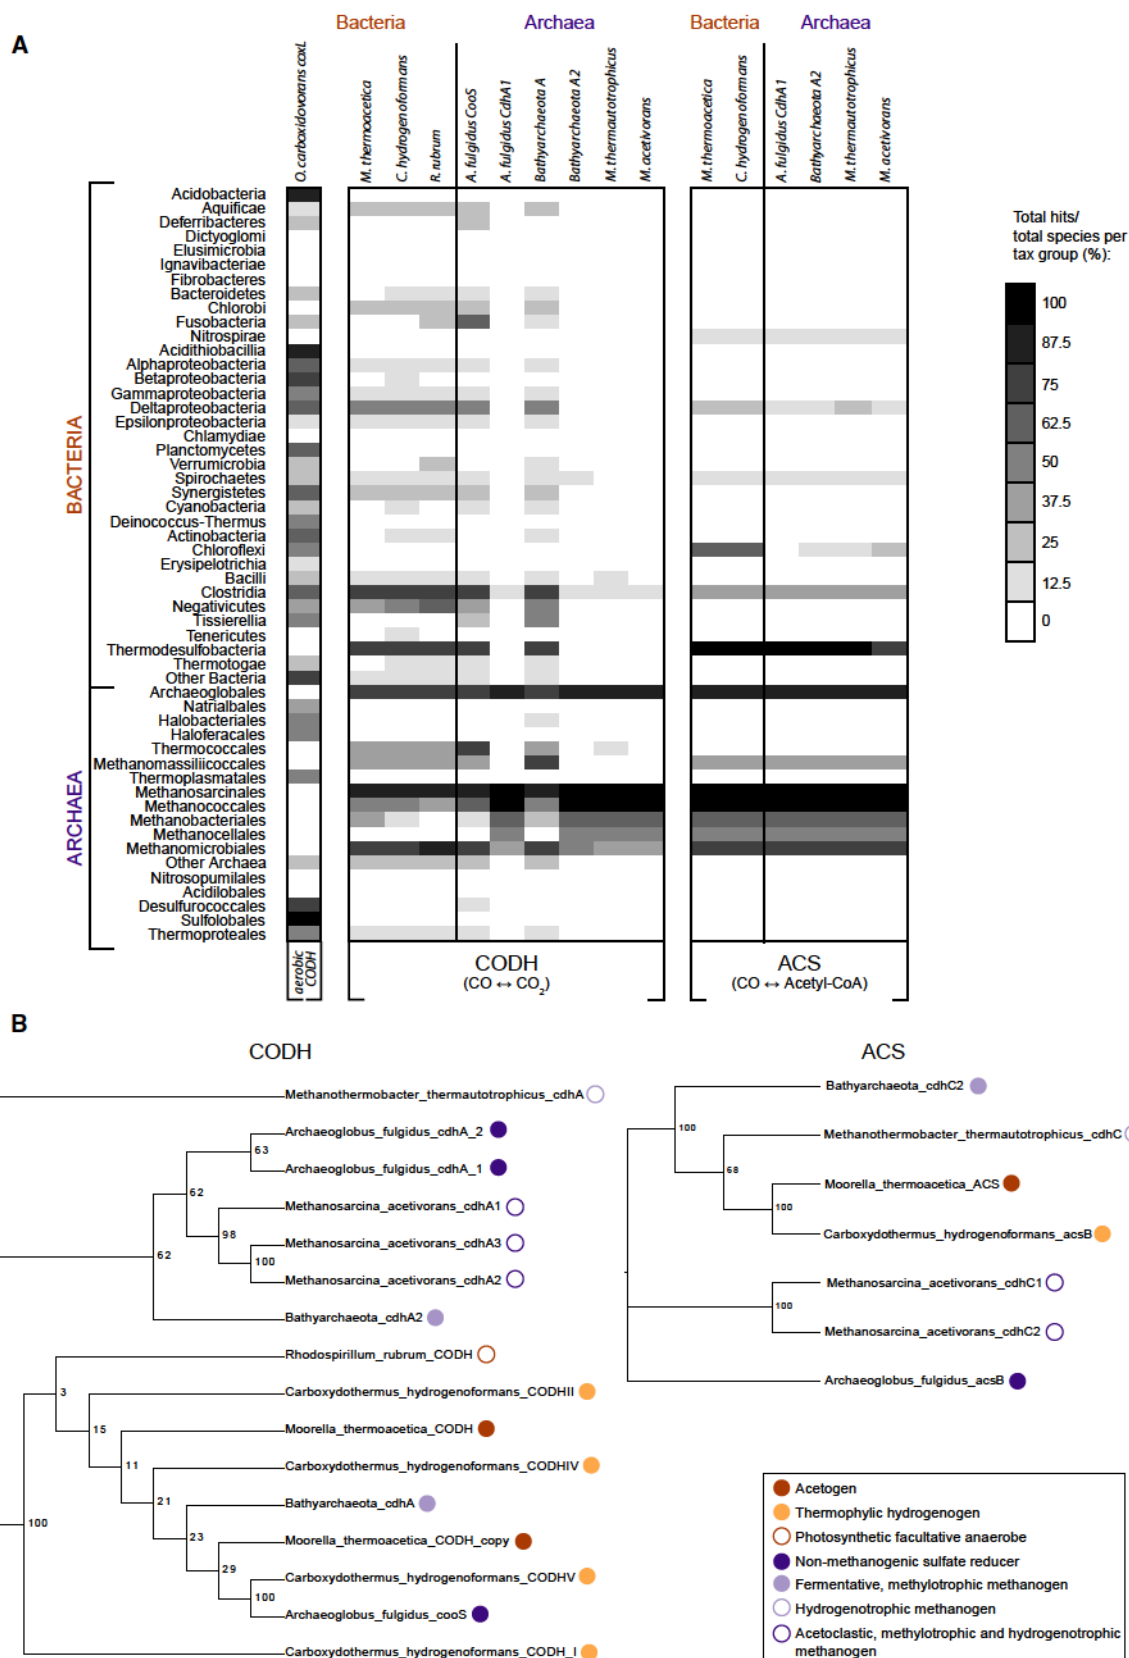 A
Bacteria
Archaea
Bacteria
Archaea
O. carboxidovorans coxL
M. thermoacetica
C. hydrogenoformans
R. rubrum
A. fulgidus CooS
A. fulgidus CdhA1
Bathyarchaeota A
Bathyarchaeota A2
M. thermautotrophicus
M. acetivorans
M. thermoacetica
C. hydrogenoformans
A. fulgidus CdhA1
Bathyarchaeota A2
M. thermautotrophicus
M. acetivorans
BACTERIA
Acidobacteria
Aquificae
Deferribacteres
Dictyoglomi
Elusimicrobia
Ignavibacteriae
Fibrobacteres
Bacteroidetes
Chlorobi
Fusobacteria
Nitrospirae
Acidithiobacillia
Alphaproteobacteria
Betaproteobacteria
Gammaproteobacteria
Deltaproteobacteria
Epsilonproteobacteria
Chlamydiae
Planctomycetes
Verrumicrobia
Spirochaetes
Synergistetes
Cyanobacteria
Deinococcus-Thermus
Actinobacteria
Chloroflexi
Erysipelotrichia
Bacilli
Clostridia
Negativicutes
Tissierellia
Tenericutes
Thermodesulfobacteria
Thermotogae
Other Bacteria
ARCHAEA
Archaeoglobales
Natrialbales
Halobacteriales
Haloferacales
Thermococcales
Methanomassiliicoccales
Thermoplasmatales
Methanosarcinales
Methanococcales
Methanobacteriales
Methanocellales
Methanomicrobiales
Other Archaea
Nitrosopumilales
Acidilobales
Desulfurococcales
Sulfolobales
Thermoproteales
Total hits/
total species per
tax group (%):
100
87.5
75
62.5
50
37.5
25
12.5
0
aerobic
CODH
CODH
(CO ↔ CO2)
ACS
(CO ↔ Acetyl-CoA)
B
CODH
Methanothermobacter_thermautotrophicus_cdhA
Archaeoglobus_fulgidus_cdhA_2
63
Archaeoglobus_fulgidus_cdhA_1
62
Methanosarcina_acetivorans_cdhA1
98
Methanosarcina_acetivorans_cdhA3
62
100
Methanosarcina_acetivorans_cdhA2
Bathyarchaeota_cdhA2
Rhodospirillum_rubrum_CODH
3
Carboxydothermus_hydrogenoformans_CODHII
15
Moorella_thermoacetica_CODH
11
Carboxydothermus_hydrogenoformans_CODHIV
21
Bathyarchaeota_cdhA
100
23
Moorella_thermoacetica_CODH_copy
29
Carboxydothermus_hydrogenoformans_CODHV
100
Archaeoglobus_fulgidus_cooS
Carboxydothermus_hydrogenoformans_CODH_I
ACS
Bathyarchaeota_cdhC2
100
Methanothermobacter_thermautotrophicus_cdhC
68
Moorella_thermoacetica_ACS
100
Carboxydothermus_hydrogenoformans_acsB
Methanosarcina_acetivorans_cdhC1
100
Methanosarcina_acetivorans_cdhC2
Archaeoglobus_fulgidus_acsB
Acetogen
Thermophylic hydrogenogen
Photosynthetic facultative anaerobe
Non-methanogenic sulfate reducer
Fermentative, methylotrophic methanogen
Hydrogenotrophic methanogen
Acetoclastic, methylotrophic and hydrogenotrophic
methanogen